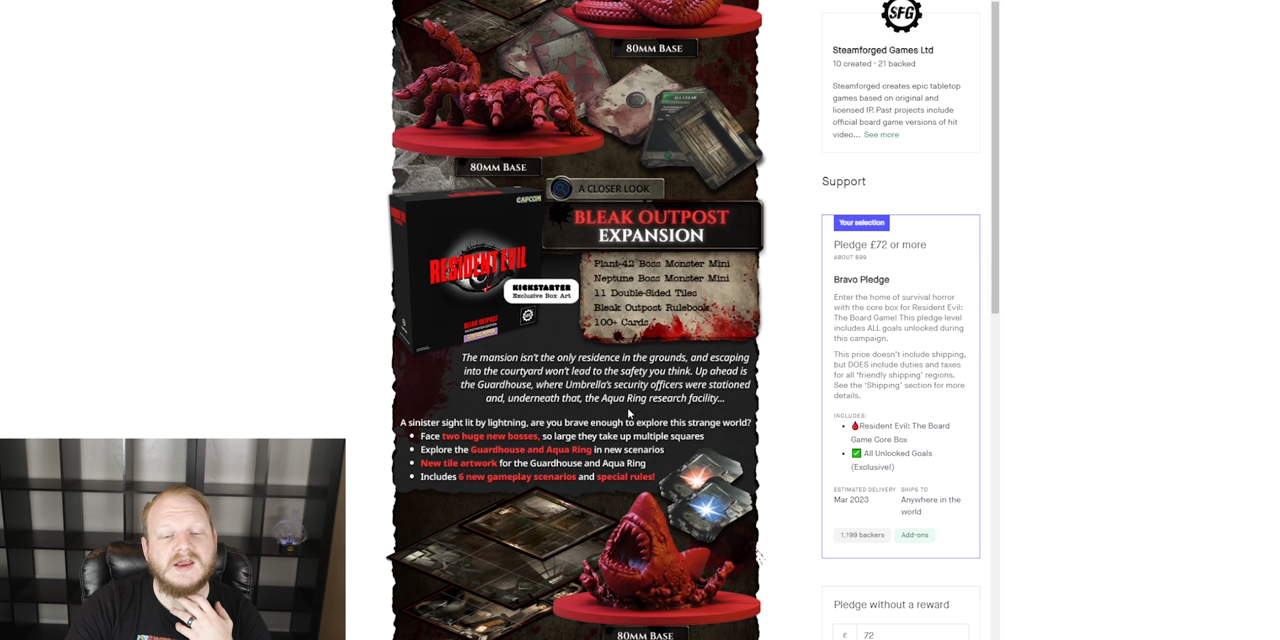 80MM BASE
ALL CLEAR
80MM BASE
A CLOSER LOOK
CAPCOM
BLEAK OUTPOST
EXPANSION
RESIDENT EVIL
KICKSTARTER
Exclusive Box Art
BLEAK OUTPOST
Plant-42 Boss Monster Mini
Neptune Boss Monster Mini
11 Double-Sided Tiles
Bleak Outpost Rulebook
100+ Cards
The mansion isn't the only residence in the grounds, and escaping
into the courtyard won't lead to the safety you think. Up ahead is
the Guardhouse, where Umbrella's security officers were stationed
and, underneath that, the Aqua Ring research facility...
A sinister sight lit by lightning, are you brave enough to explore this strange world?
• Face two huge new bosses, so large they take up multiple squares
• Explore the Guardhouse and Aqua Ring in new scenarios
• New tile artwork for the Guardhouse and Aqua Ring
• Includes 6 new gameplay scenarios and special rules!
80MM BASE
SFG
Steamforged Games Ltd
10 created · 21 backed
Steamforged creates epic tabletop
games based on original and
licensed IP. Past projects include
official board game versions of hit
video... See more
Support
Your selection
Pledge £72 or more
ABOUT $99
Bravo Pledge
Enter the home of survival horror
with the core box for Resident Evil:
The Board Game! This pledge level
includes ALL goals unlocked during
this campaign.
This price doesn't include shipping,
but DOES include duties and taxes
for all 'friendly shipping' regions.
See the 'Shipping' section for more
details.
INCLUDES:
• 🩸Resident Evil: The Board
Game Core Box
• ✅ All Unlocked Goals
(Exclusive!)
ESTIMATED DELIVERY SHIPS TO
Mar 2023 Anywhere in the
world
1,199 backers Add-ons
Pledge without a reward
£ 72